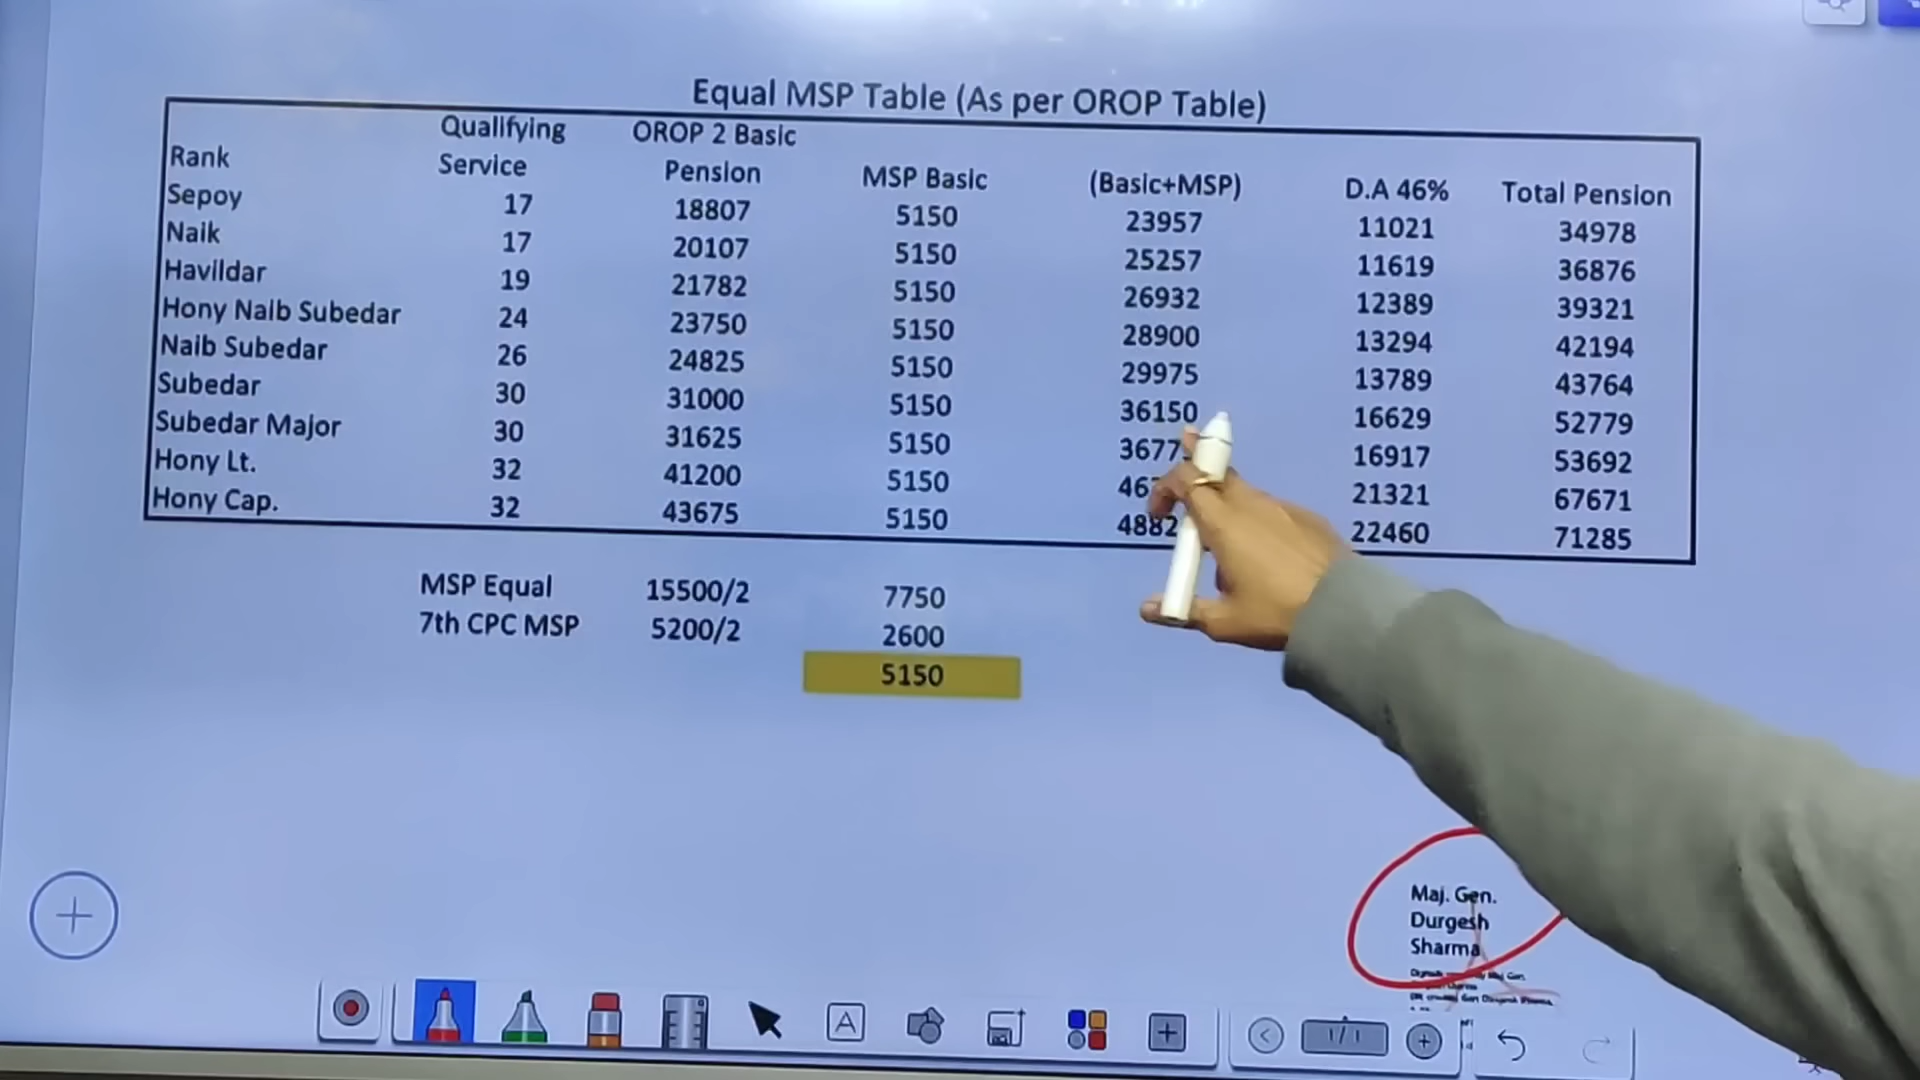 Equal MSP Table (As per OROP Table)
Rank Qualifying Service OROP 2 Basic Pension MSP Basic (Basic+MSP) D.A 46% Total Pension
Sepoy 17 18807 5150 23957 11021 34978
Naik 17 20107 5150 25257 11619 36876
Havildar 19 21782 5150 26932 12389 39321
Hony Naib Subedar 24 23750 5150 28900 13294 42194
Naib Subedar 26 24825 5150 29975 13789 43764
Subedar 30 31000 5150 36150 16629 52779
Subedar Major 30 31625 5150 16917 53692
Hony Lt. 32 41200 5150 21321 67671
Hony Cap. 32 43675 5150 22460 71285
MSP Equal 15500/2 7750
7th CPC MSP 5200/2 2600
5150
Maj. Gen.
Durgesh
Sharma
A
1/1